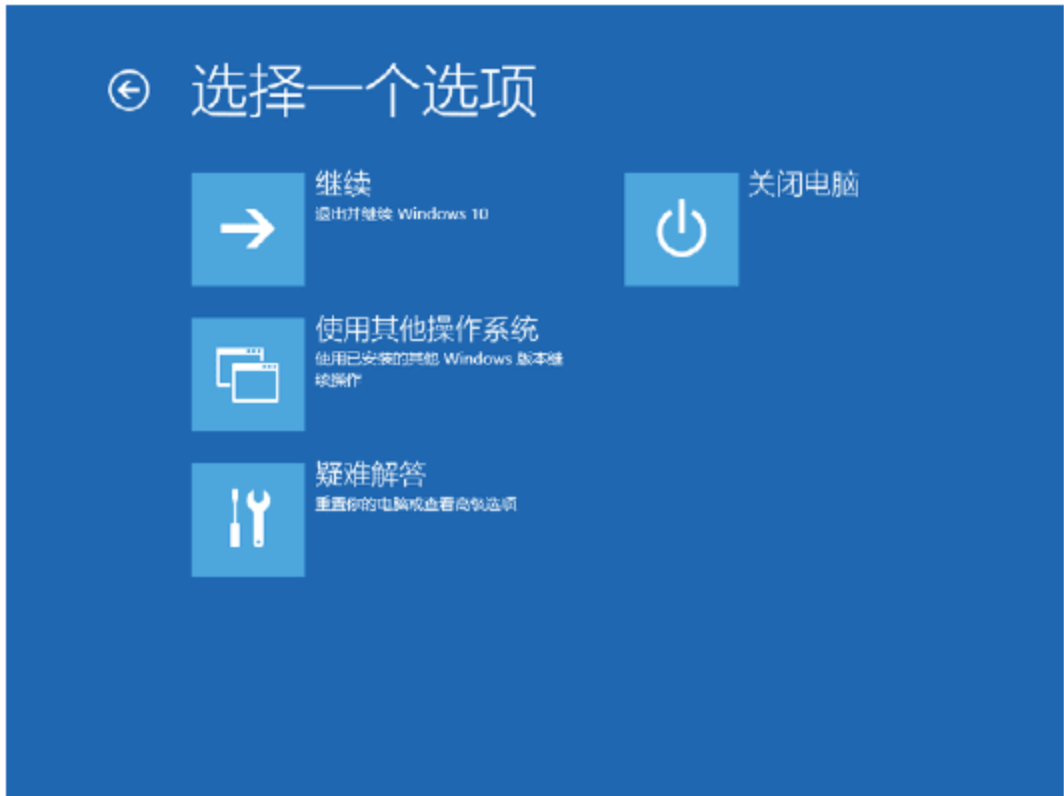 选择一个选项
继续
退出并继续 Windows 10
关闭电脑
使用其他操作系统
使用已安装的其他 Windows 版本继
续操作
疑难解答
重置你的电脑或查看高级选项